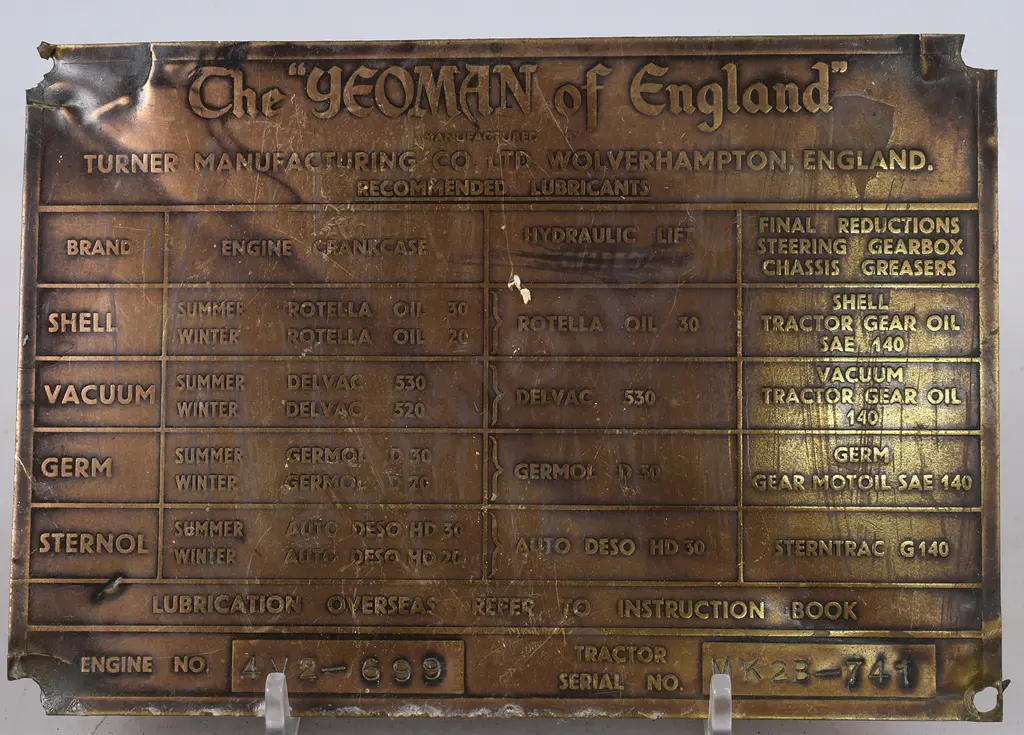 The "YEOMAN of England"
MANUFACTURED BY
TURNER MANUFACTURING CO. LTD. WOLVERHAMPTON, ENGLAND.
RECOMMENDED LUBRICANTS
BRAND ENGINE CRANKCASE HYDRAULIC LIFT FINAL REDUCTIONS
STEERING GEARBOX
CHASSIS GREASERS
SHELL SUMMER ROTELLA OIL 30
WINTER ROTELLA OIL 20
ROTELLA OIL 30
SHELL
TRACTOR GEAR OIL
SAE 140
VACUUM SUMMER DELVAC 530
WINTER DELVAC 520
DELVAC 530
VACUUM
TRACTOR GEAR OIL
140
GERM SUMMER GERMOL D 30
WINTER GERMOL D 20
GERMOL D 30
GERM
GEAR MOTOIL SAE 140
STERNOL SUMMER AUTO DESO HD 30
WINTER AUTO DESO HD 20
AUTO DESO HD 30
STERNTRAC G 140
LUBRICATION OVERSEAS REFER TO INSTRUCTION BOOK
ENGINE NO. 4V2-699
TRACTOR
SERIAL NO. MK2B-741